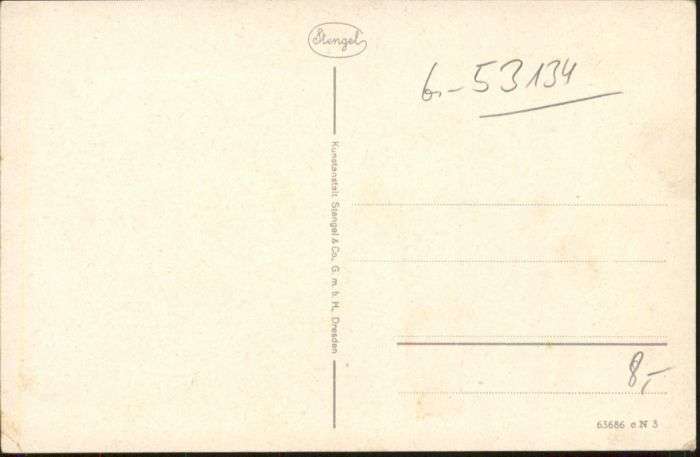 Stengel
6,- 53134
Kunstanstalt Stengel & Co., G. m. b. H., Dresden
8,-
63686 c N 3